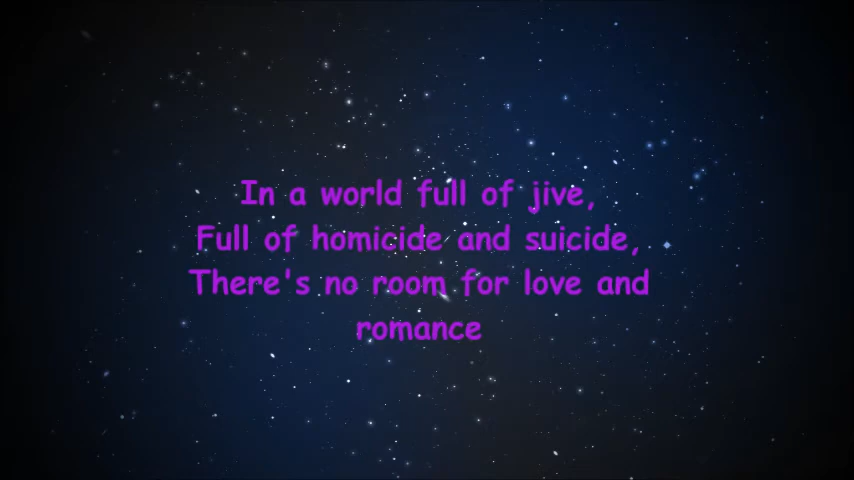 In a world full of jive,
Full of homicide and suicide,
There's no room for love and
romance